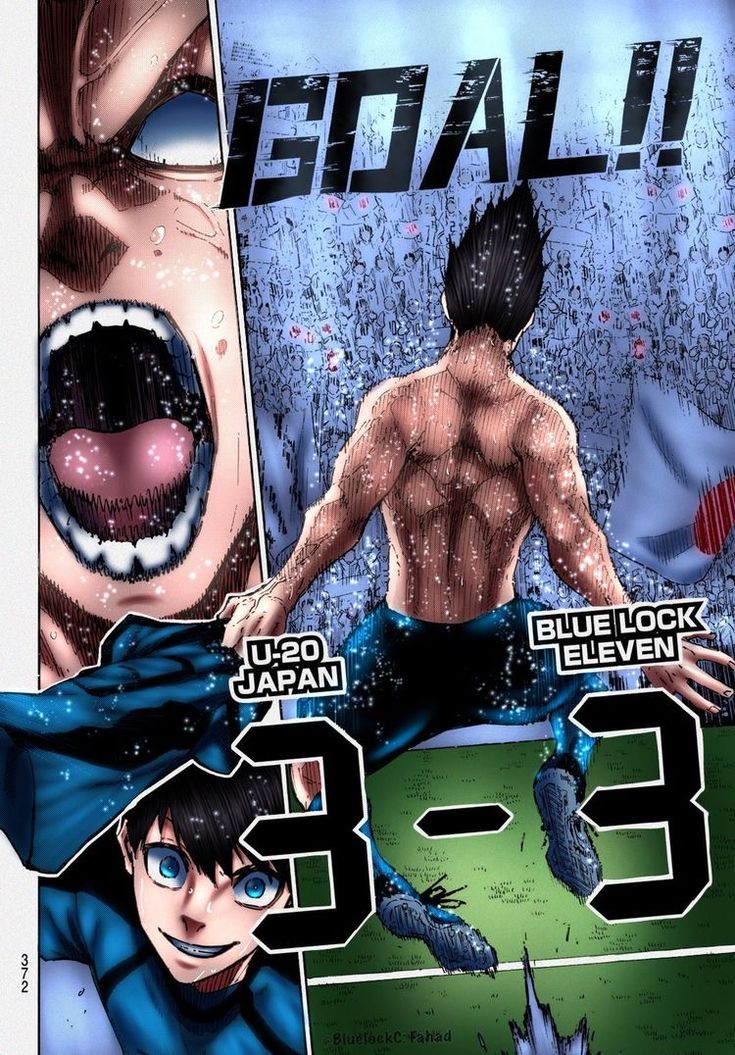 GOAL!!
U-20
JAPAN
BLUE LOCK
ELEVEN
3 - 3
372
BluelockC: Fahad